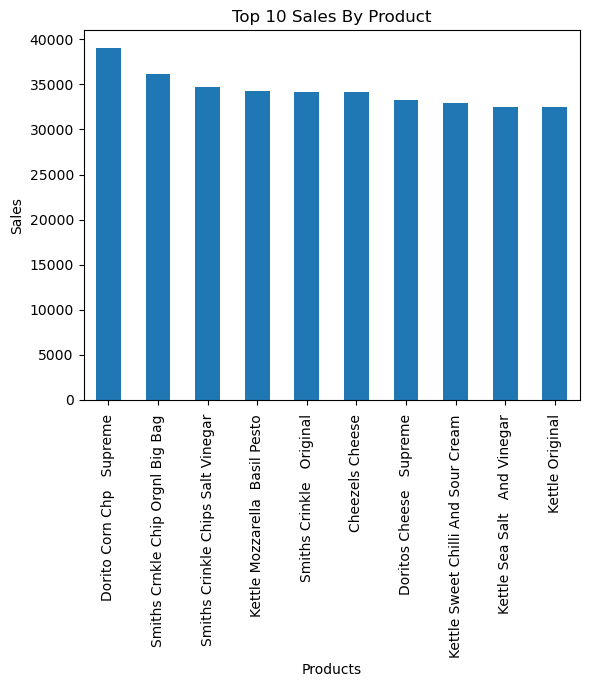 Top 10 Sales By Product
40000
35000
30000
25000
20000
15000
10000
5000
0
Sales
Dorito Corn Chp   Supreme
Smiths Crnkle Chip Orgnl Big Bag
Smiths Crinkle Chips Salt Vinegar
Kettle Mozzarella  Basil Pesto
Smiths Crinkle   Original
Cheezels Cheese
Doritos Cheese   Supreme
Kettle Sweet Chilli And Sour Cream
Kettle Sea Salt   And Vinegar
Kettle Original
Products